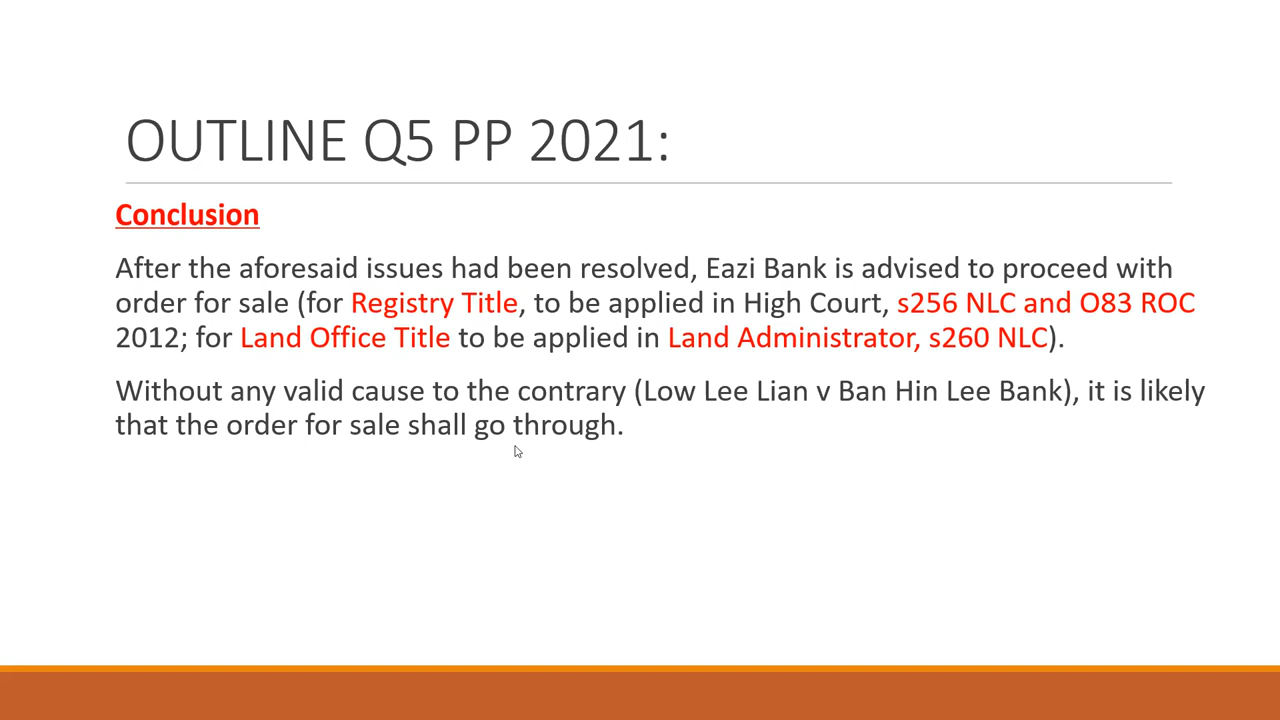 OUTLINE Q5 PP 2021:
Conclusion
After the aforesaid issues had been resolved, Eazi Bank is advised to proceed with
order for sale (for Registry Title, to be applied in High Court, s256 NLC and O83 ROC
2012; for Land Office Title to be applied in Land Administrator, s260 NLC).
Without any valid cause to the contrary (Low Lee Lian v Ban Hin Lee Bank), it is likely
that the order for sale shall go through.